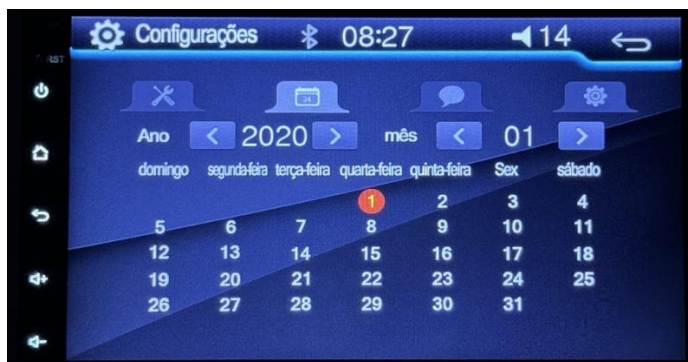 Configurações 08:27 14
RST
24
Ano 2020 mês 01
domingo segunda-feira terça-feira quarta-feira quinta-feira Sex sábado
1 2 3 4
5 6 7 8 9 10 11
12 13 14 15 16 17 18
19 20 21 22 23 24 25
26 27 28 29 30 31